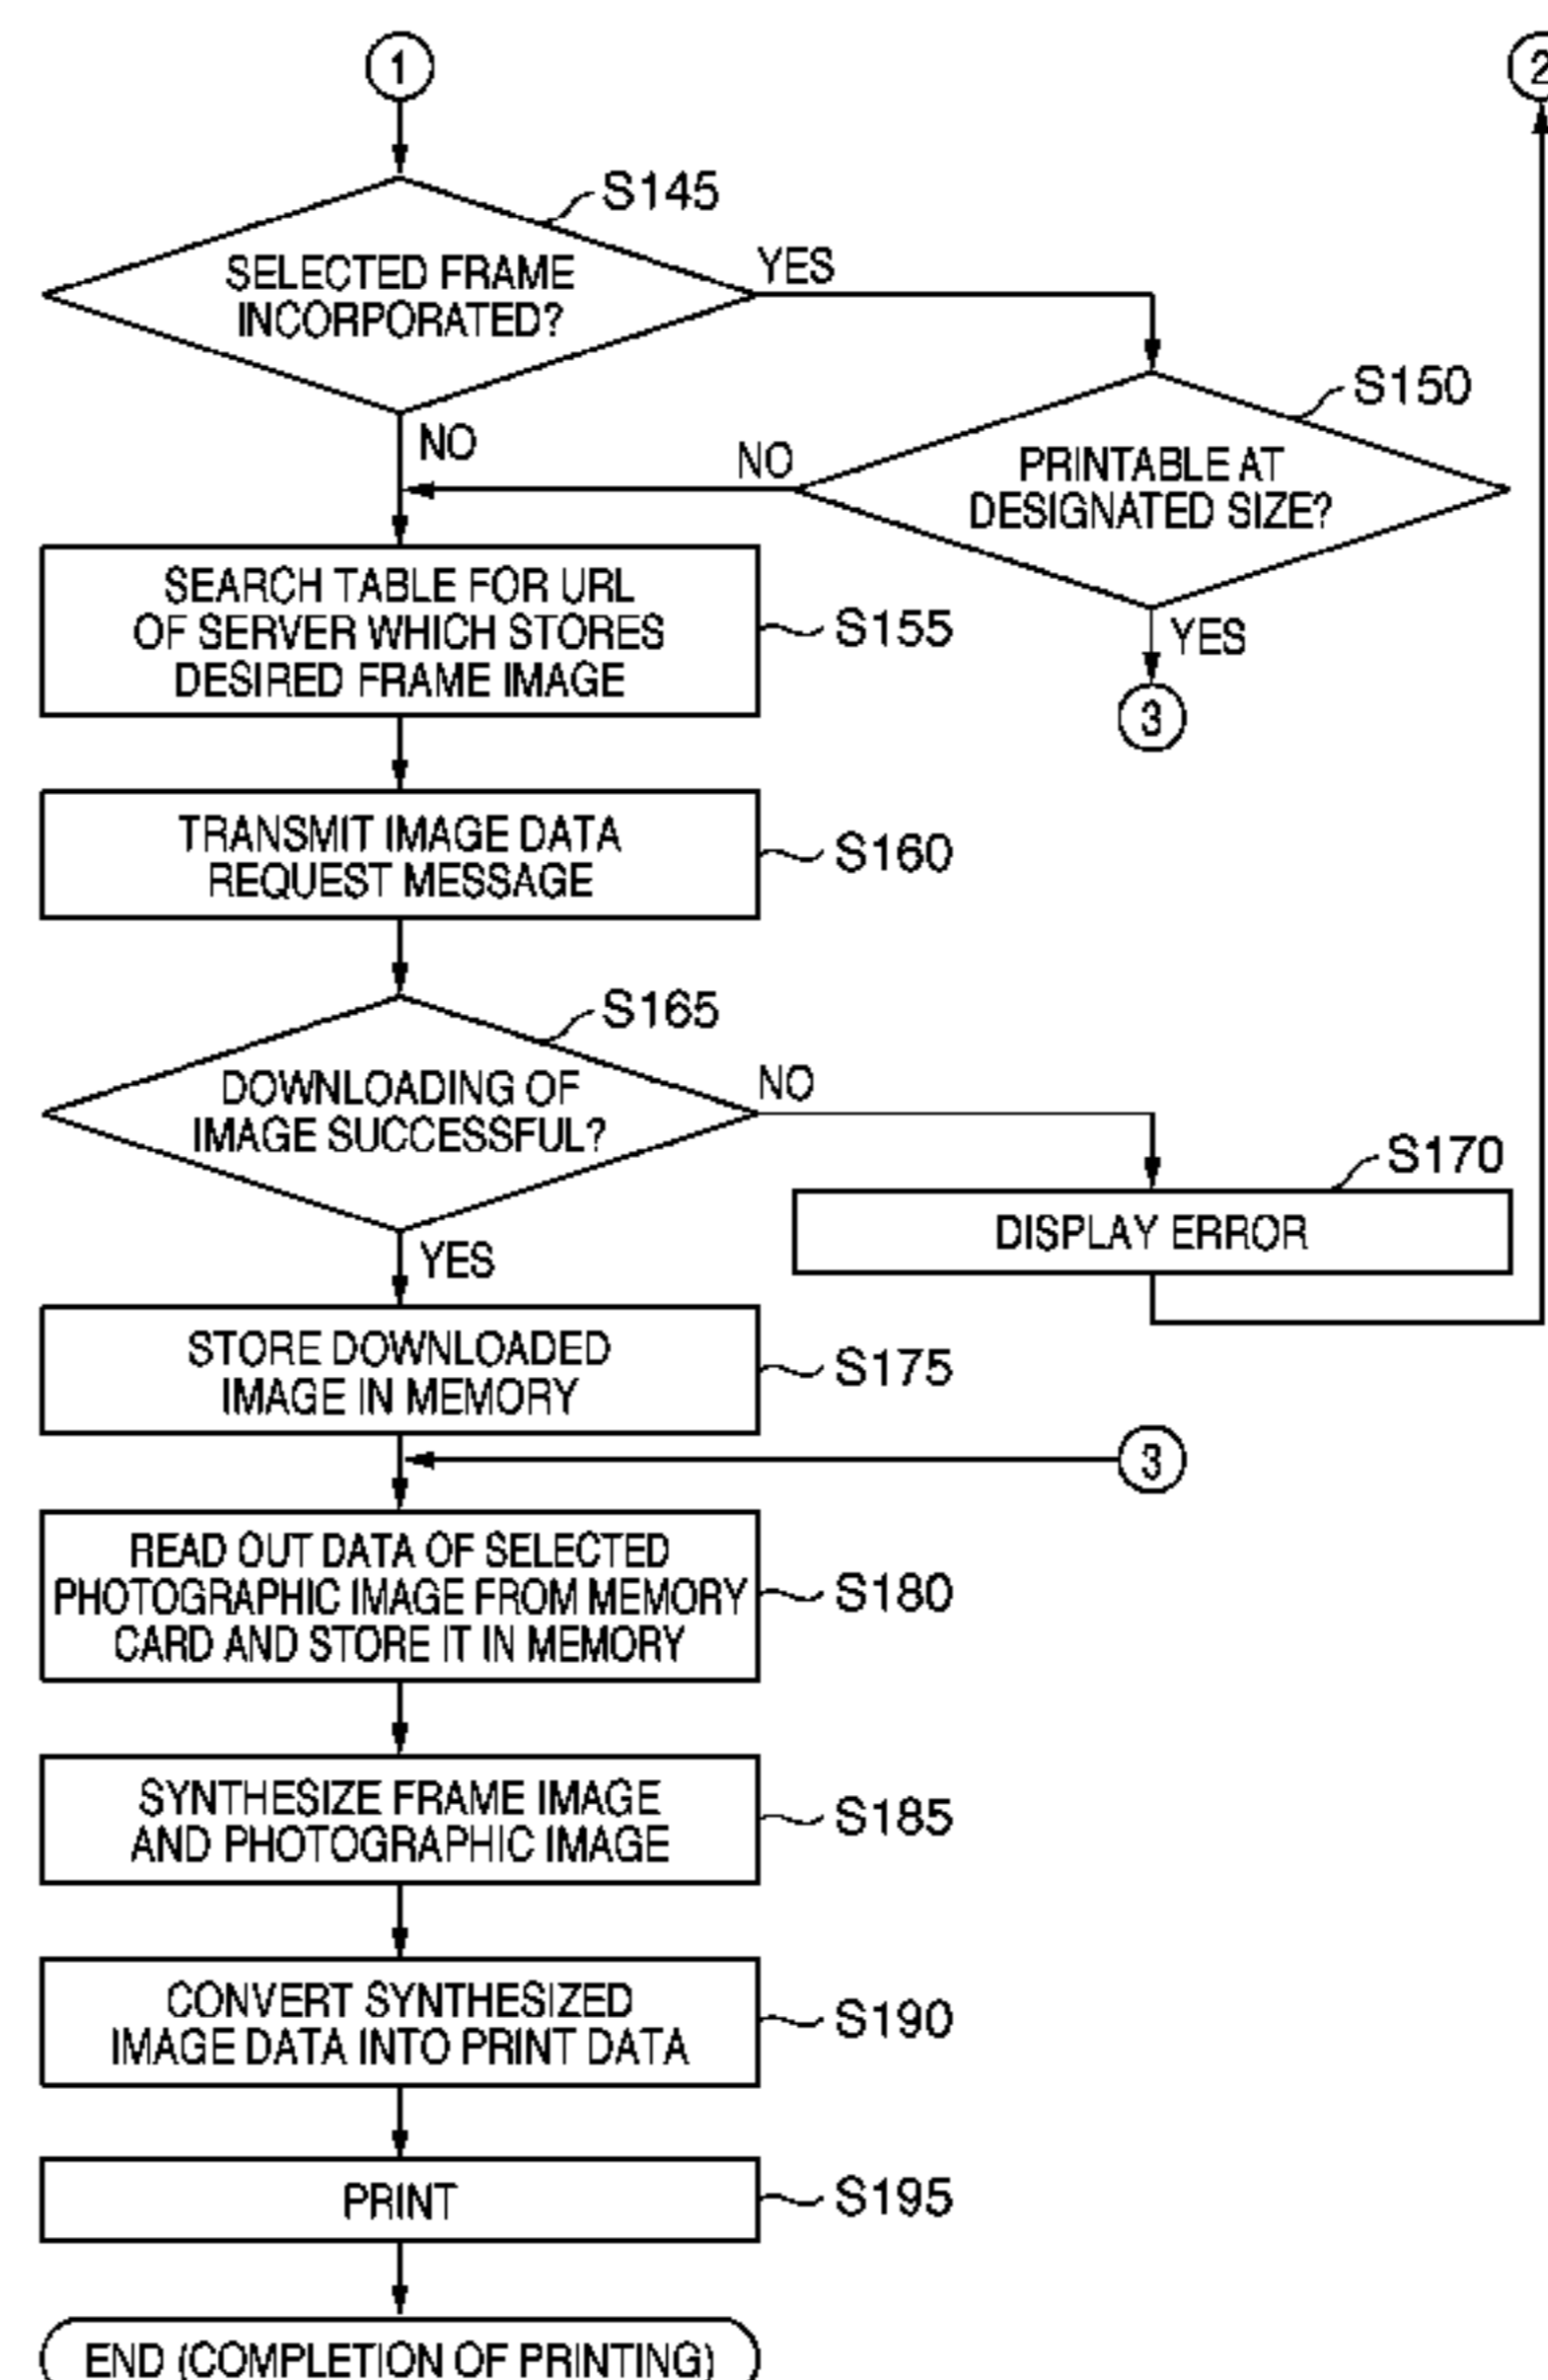 1
2
S145
SELECTED FRAME
INCORPORATED?
YES
NO
S150
PRINTABLE AT
DESIGNATED SIZE?
NO
YES
3
SEARCH TABLE FOR URL
OF SERVER WHICH STORES
DESIRED FRAME IMAGE
S155
TRANSMIT IMAGE DATA
REQUEST MESSAGE
S160
S165
DOWNLOADING OF
IMAGE SUCCESSFUL?
NO
S170
DISPLAY ERROR
YES
STORE DOWNLOADED
IMAGE IN MEMORY
S175
3
READ OUT DATA OF SELECTED
PHOTOGRAPHIC IMAGE FROM MEMORY
CARD AND STORE IT IN MEMORY
S180
SYNTHESIZE FRAME IMAGE
AND PHOTOGRAPHIC IMAGE
S185
CONVERT SYNTHESIZED
IMAGE DATA INTO PRINT DATA
S190
PRINT
S195
END (COMPLETION OF PRINTING)